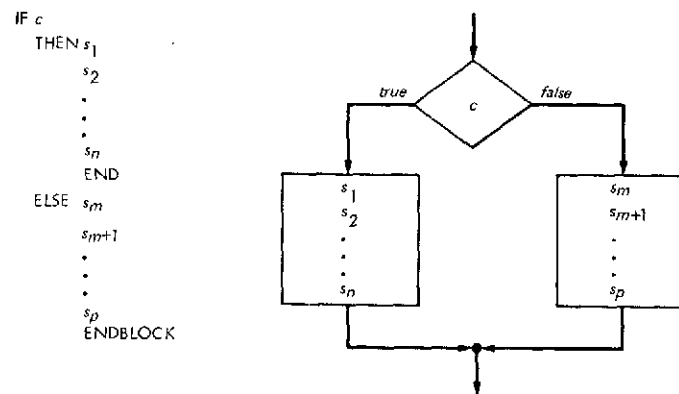 IF c
THEN s1
s2
.
.
.
sn
END
ELSE sm
sm+1
.
.
.
sp
ENDBLOCK
true
c
false
s1
s2
.
.
.
sn
sm
sm+1
.
.
.
sp